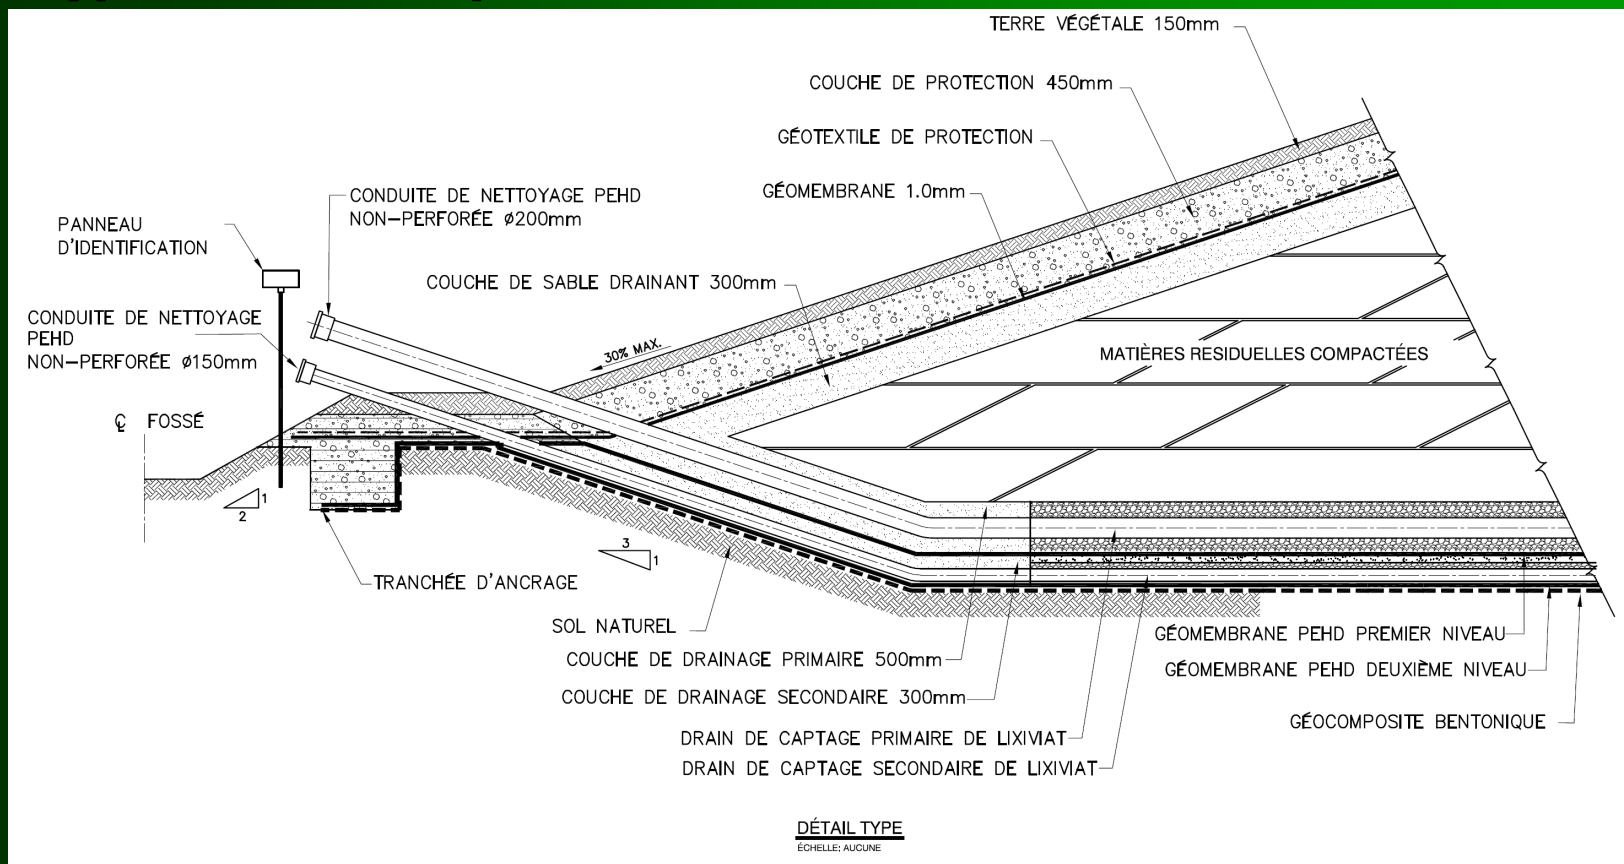 TERRE VÉGÉTALE 150mm
COUCHE DE PROTECTION 450mm
GÉOTEXTILE DE PROTECTION
GÉOMEMBRANE 1.0mm
CONDUITE DE NETTOYAGE PEHD
NON-PERFORÉE ø200mm
PANNEAU
D'IDENTIFICATION
COUCHE DE SABLE DRAINANT 300mm
CONDUITE DE NETTOYAGE
PEHD
NON-PERFORÉE ø150mm
30% MAX.
MATIÈRES RESIDUELLES COMPACTÉES
℄ FOSSÉ
1
2
3
1
TRANCHÉE D'ANCRAGE
SOL NATUREL
COUCHE DE DRAINAGE PRIMAIRE 500mm
COUCHE DE DRAINAGE SECONDAIRE 300mm
DRAIN DE CAPTAGE PRIMAIRE DE LIXIVIAT
DRAIN DE CAPTAGE SECONDAIRE DE LIXIVIAT
GÉOMEMBRANE PEHD PREMIER NIVEAU
GÉOMEMBRANE PEHD DEUXIÈME NIVEAU
GÉOCOMPOSITE BENTONIQUE
DÉTAIL TYPE
ÉCHELLE: AUCUNE